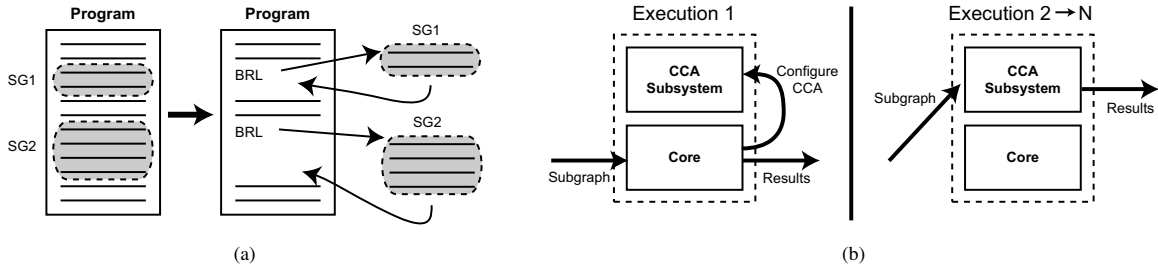 Program
SG1
SG2
Program
BRL
BRL
SG1
SG2
(a)
Execution 1
CCA
Subsystem
Configure
CCA
Core
Subgraph
Results
Execution 2 → N
CCA
Subsystem
Subgraph
Results
Core
(b)